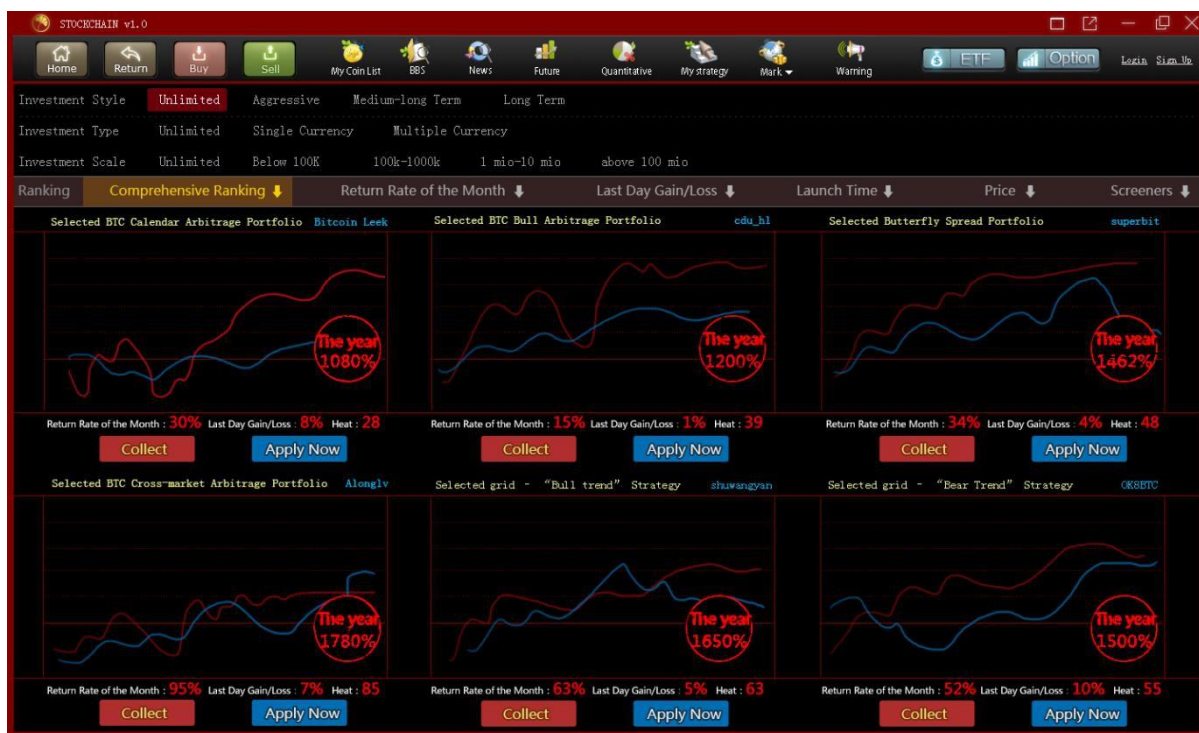 STOCKCHAIN v1.0
Home Return Buy Sell My Coin List BBS News Future Quantitative My strategy Mark Warning ETF Option Login Sign Up
Investment Style Unlimited Aggressive Medium-long Term Long Term
Investment Type Unlimited Single Currency Multiple Currency
Investment Scale Unlimited Below 100K 100k-1000k 1 mio-10 mio above 100 mio
Ranking Comprehensive Ranking Return Rate of the Month Last Day Gain/Loss Launch Time Price Screeners
Selected BTC Calendar Arbitrage Portfolio Bitcoin Leek
The year
1080%
Return Rate of the Month : 30% Last Day Gain/Loss : 8% Heat : 28
Collect Apply Now
Selected BTC Bull Arbitrage Portfolio cdu_hl
The year
1200%
Return Rate of the Month : 15% Last Day Gain/Loss : 1% Heat : 39
Collect Apply Now
Selected Butterfly Spread Portfolio superbit
The year
1462%
Return Rate of the Month : 34% Last Day Gain/Loss : 4% Heat : 48
Collect Apply Now
Selected BTC Cross-market Arbitrage Portfolio Alonglv
The year
1780%
Return Rate of the Month : 95% Last Day Gain/Loss : 7% Heat : 85
Collect Apply Now
Selected grid - “Bull trend” Strategy shuwangyan
The year
1650%
Return Rate of the Month : 63% Last Day Gain/Loss : 5% Heat : 63
Collect Apply Now
Selected grid - “Bear Trend” Strategy OK8BTC
The year
1500%
Return Rate of the Month : 52% Last Day Gain/Loss : 10% Heat : 55
Collect Apply Now